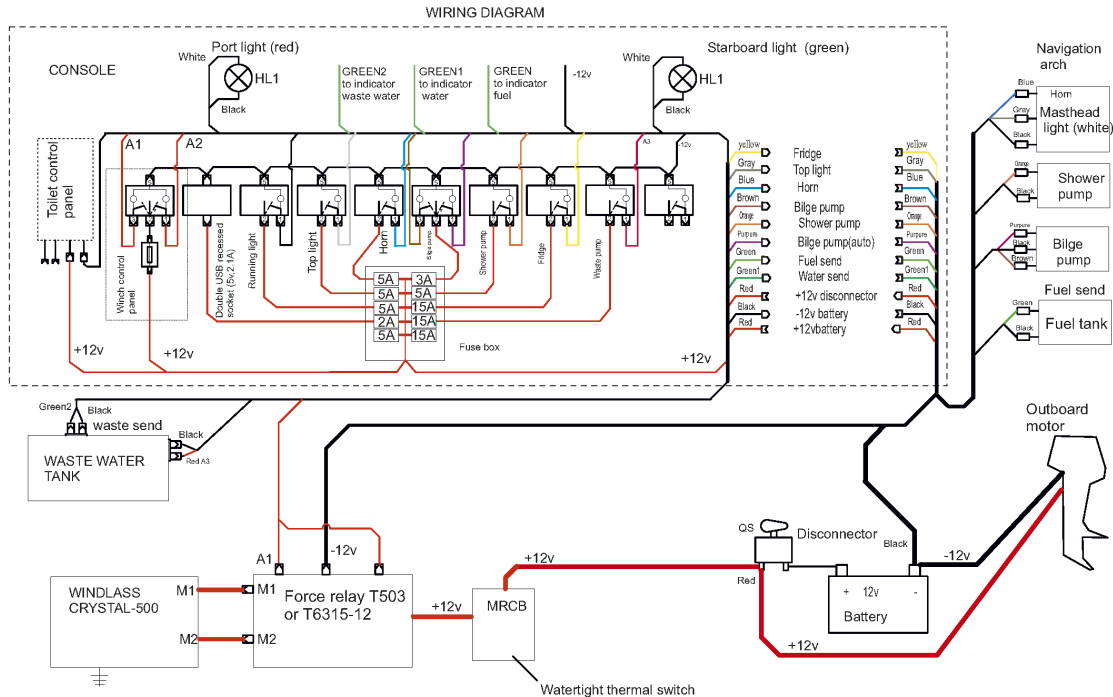 WIRING DIAGRAM
CONSOLE
Port light (red)
White
HL1
Black
GREEN2
to indicator
waste water
GREEN1
to indicator
water
GREEN
to indicator
fuel
-12v
Starboard light (green)
White
HL1
Black
Navigation
arch
Blue
Horn
Gray
Masthead
light (white)
Black
Orange
Shower
pump
Black
Purpure
Black
Bilge
pump
Brown
Fuel send
Green
Fuel tank
Black
Toilet control
panel
A1
A2
A3
-12v
Winch control
panel
Double USB recessed
socket (5v,2.1A)
Running light
Top light
Horn
Bilge pump
Shower pump
Fridge
Waste pump
5A
3A
5A
5A
5A
15A
2A
15A
5A
15A
Fuse box
+12v
+12v
+12v
yellow
Fridge
yellow
Gray
Top light
Gray
Blue
Horn
Blue
Brown
Bilge pump
Brown
Orange
Shower pump
Orange
Purpure
Bilge pump(auto)
Purpure
Green
Fuel send
Green
Green1
Water send
Green1
Red
+12v disconnector
Red
Black
-12v battery
Black
Red
+12vbattery
Red
Green2
Black
waste send
Black
Red A3
WASTE WATER
TANK
Outboard
motor
A1
-12v
WINDLASS
CRYSTAL-500
M1
M1
M2
M2
Force relay T503
or T6315-12
+12v
MRCB
+12v
Watertight thermal switch
QS
Disconnector
Red
Black
-12v
+ 12v -
Battery
+12v